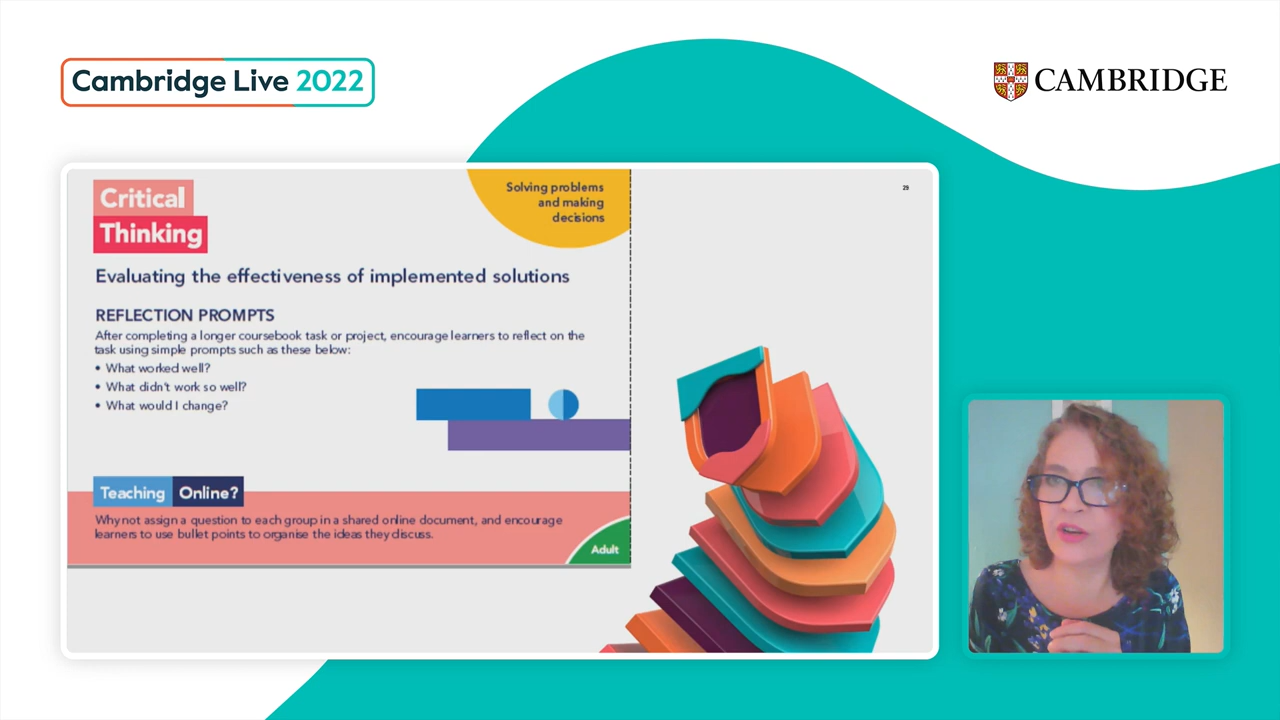 Cambridge Live 2022
CAMBRIDGE
Critical
Thinking
Solving problems
and making
decisions
29
Evaluating the effectiveness of implemented solutions
REFLECTION PROMPTS
After completing a longer coursebook task or project, encourage learners to reflect on the
task using simple prompts such as these below:
• What worked well?
• What didn't work so well?
• What would I change?
Teaching Online?
Why not assign a question to each group in a shared online document, and encourage
learners to use bullet points to organise the ideas they discuss.
Adult